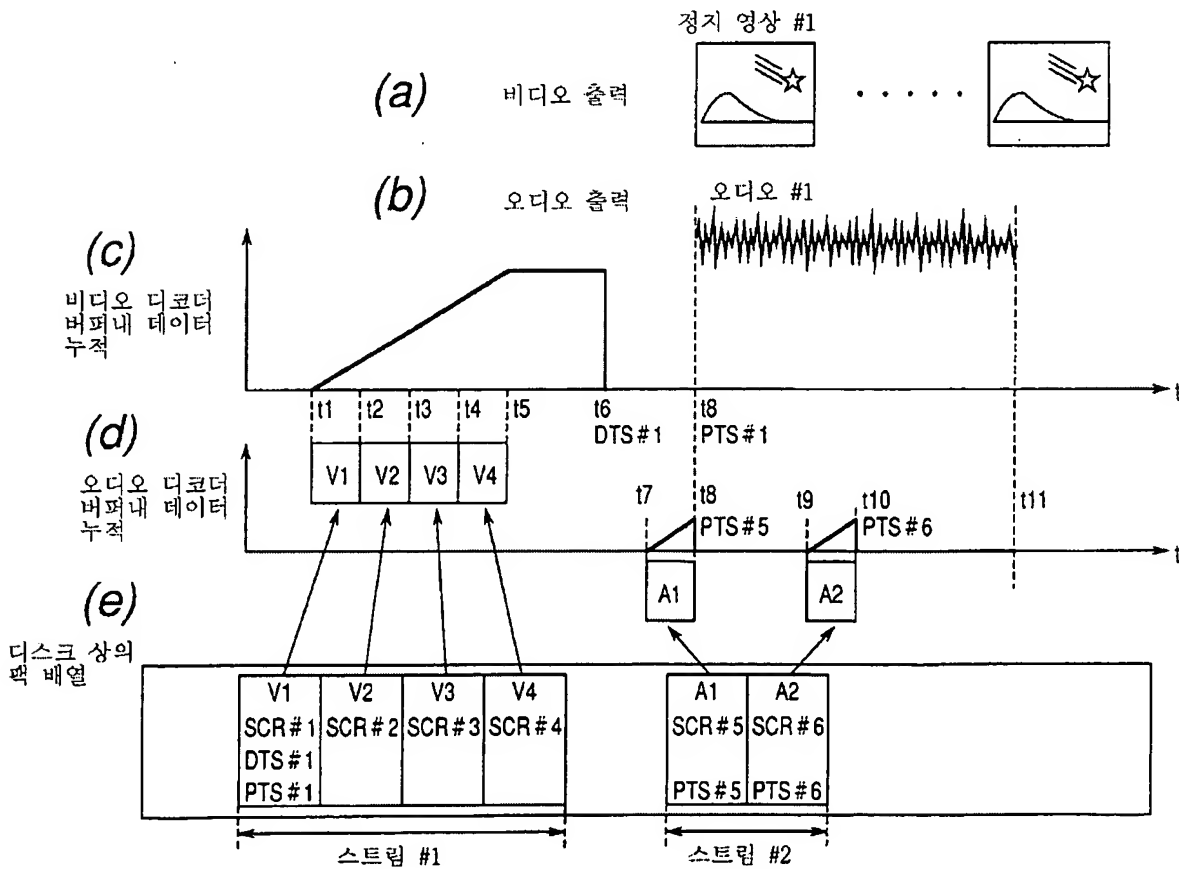 정지 영상 #1
(a) 비디오 출력
(b) 오디오 출력
오디오 #1
(c)
비디오 디코더
버퍼내 데이터
누적
t
t1 t2 t3 t4 t5 t6 t8
DTS#1 PTS#1
(d)
V1 V2 V3 V4
오디오 디코더
버퍼내 데이터
누적
t7 t8 t9 t10 t11
PTS#5 PTS#6
t
A1 A2
(e)
디스크 상의
팩 배열
V1 V2 V3 V4 A1 A2
SCR#1 SCR#2 SCR#3 SCR#4 SCR#5 SCR#6
DTS#1
PTS#1 PTS#5 PTS#6
스트림 #1 스트림 #2